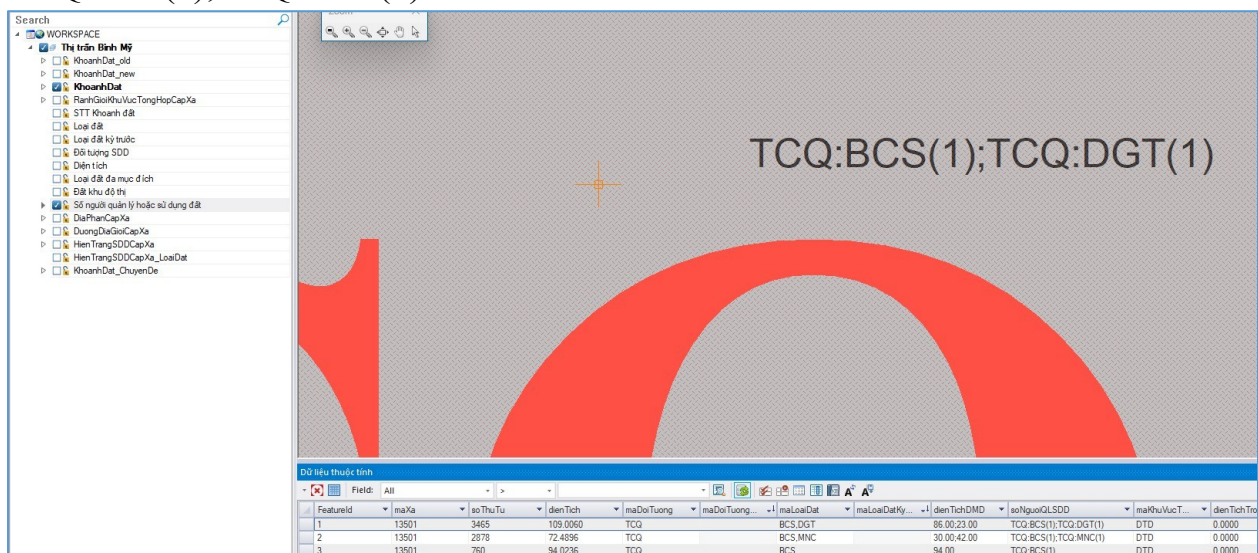 Search
WORKSPACE
Thị trấn Bình Mỹ
KhoanhDat_old
KhoanhDat_new
KhoanhDat
RanhGioiKhuVucTongHopCapXa
STT Khoanh đất
Loại đất
Loại đất kỳ trước
Đối tượng SDD
Diện tích
Loại đất đa mục đích
Đất khu đô thị
Số người quản lý hoặc sử dụng đất
DiaPhanCapXa
DuongDiaGioiCapXa
HienTrangSDDCapXa
HienTrangSDDCapXa_LoaiDat
KhoanhDat_ChuyenDe
TCQ:BCS(1);TCQ:DGT(1)
Dữ liệu thuộc tính
Field: All >
FeatureId maXa soThuTu dienTich maDoiTuong maDoiTuong... maLoaiDat maLoaiDatKy... dienTichDMD soNguoiQLSDD maKhuVucT... dienTichTro
1 13501 3465 109.0060 TCQ BCS,DGT 86.00;23.00 TCQ:BCS(1);TCQ:DGT(1) DTD 0.0000
2 13501 2878 72.4896 TCQ BCS,MNC 30.00;42.00 TCQ:BCS(1);TCQ:MNC(1) DTD 0.0000
3 13501 760 94.0236 TCQ BCS 94.00 TCQ:BCS(1) DTD 0.0000